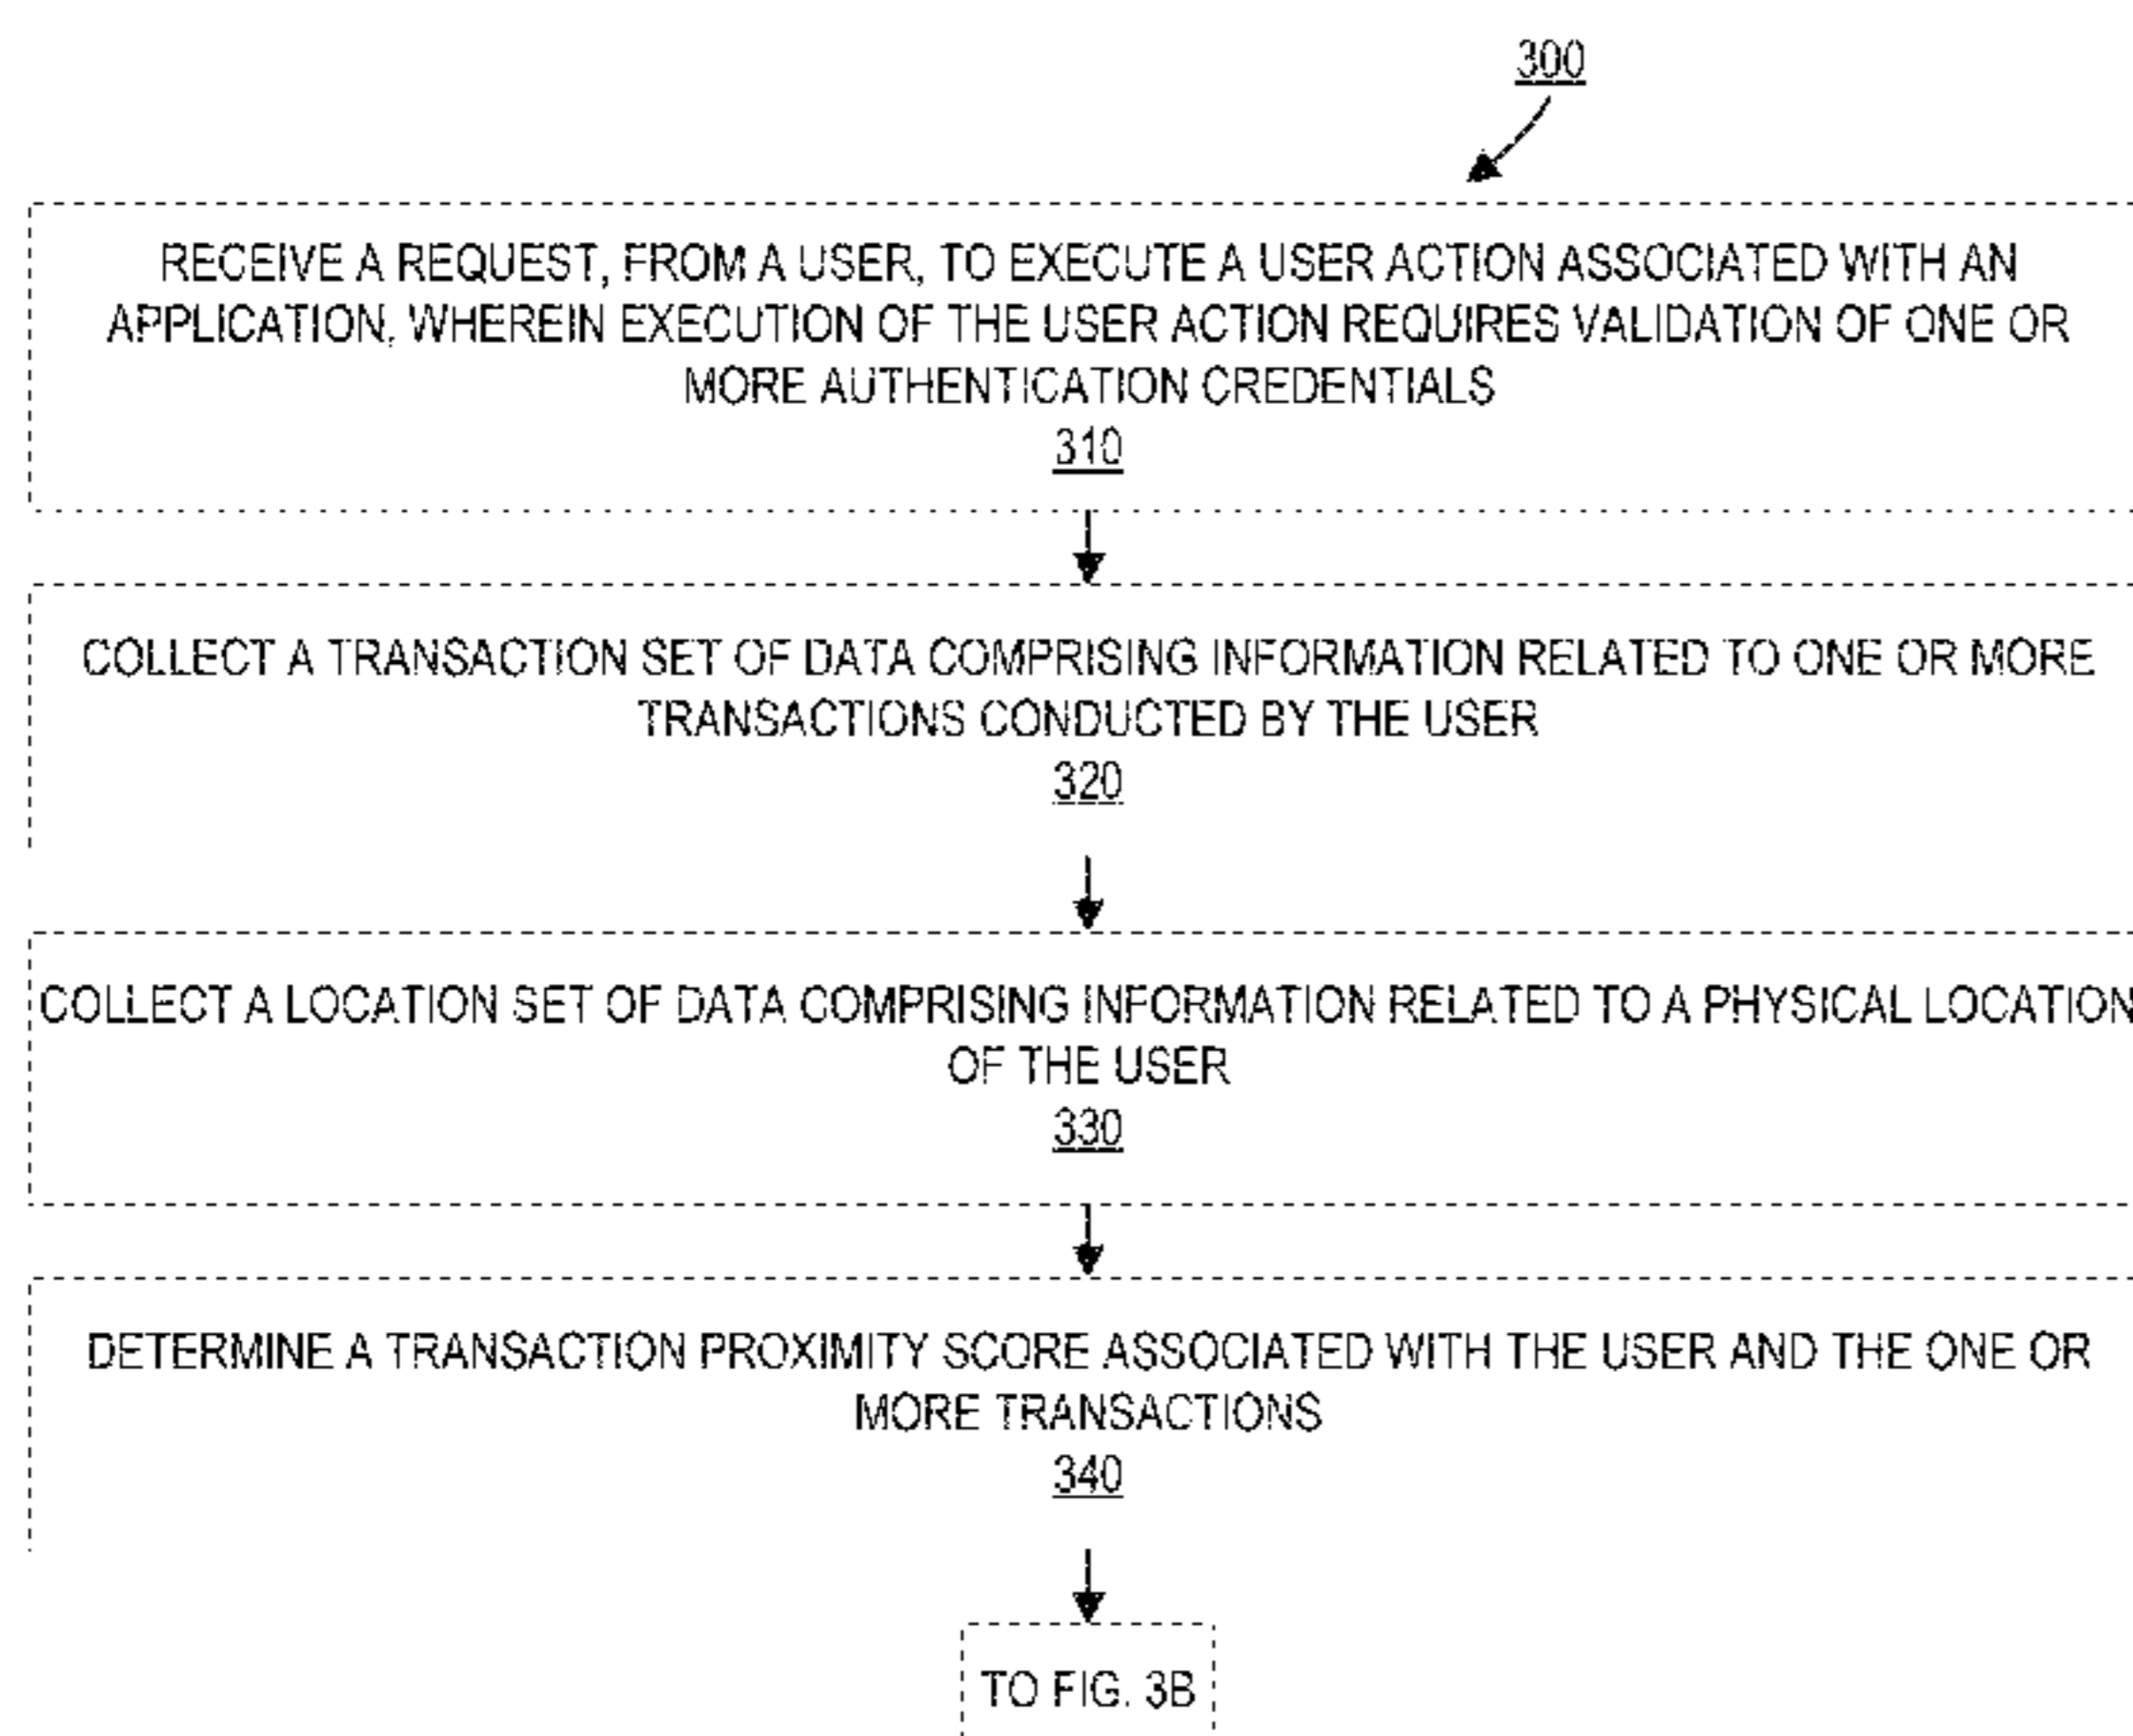 300
RECEIVE A REQUEST, FROM A USER, TO EXECUTE A USER ACTION ASSOCIATED WITH AN
APPLICATION, WHEREIN EXECUTION OF THE USER ACTION REQUIRES VALIDATION OF ONE OR
MORE AUTHENTICATION CREDENTIALS
310
COLLECT A TRANSACTION SET OF DATA COMPRISING INFORMATION RELATED TO ONE OR MORE
TRANSACTIONS CONDUCTED BY THE USER
320
COLLECT A LOCATION SET OF DATA COMPRISING INFORMATION RELATED TO A PHYSICAL LOCATION
OF THE USER
330
DETERMINE A TRANSACTION PROXIMITY SCORE ASSOCIATED WITH THE USER AND THE ONE OR
MORE TRANSACTIONS
340
TO FIG. 3B